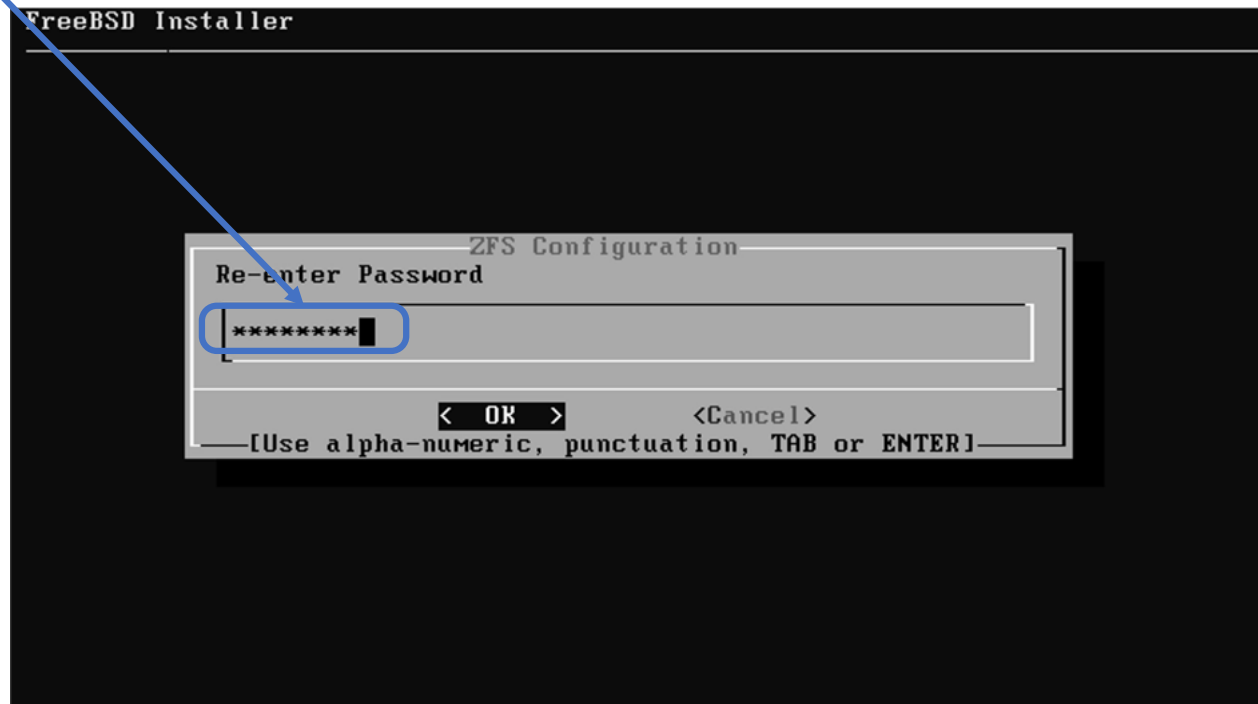 FreeBSD Installer
ZFS Configuration
Re-enter Password
********
< OK > <Cancel>
[Use alpha-numeric, punctuation, TAB or ENTER]